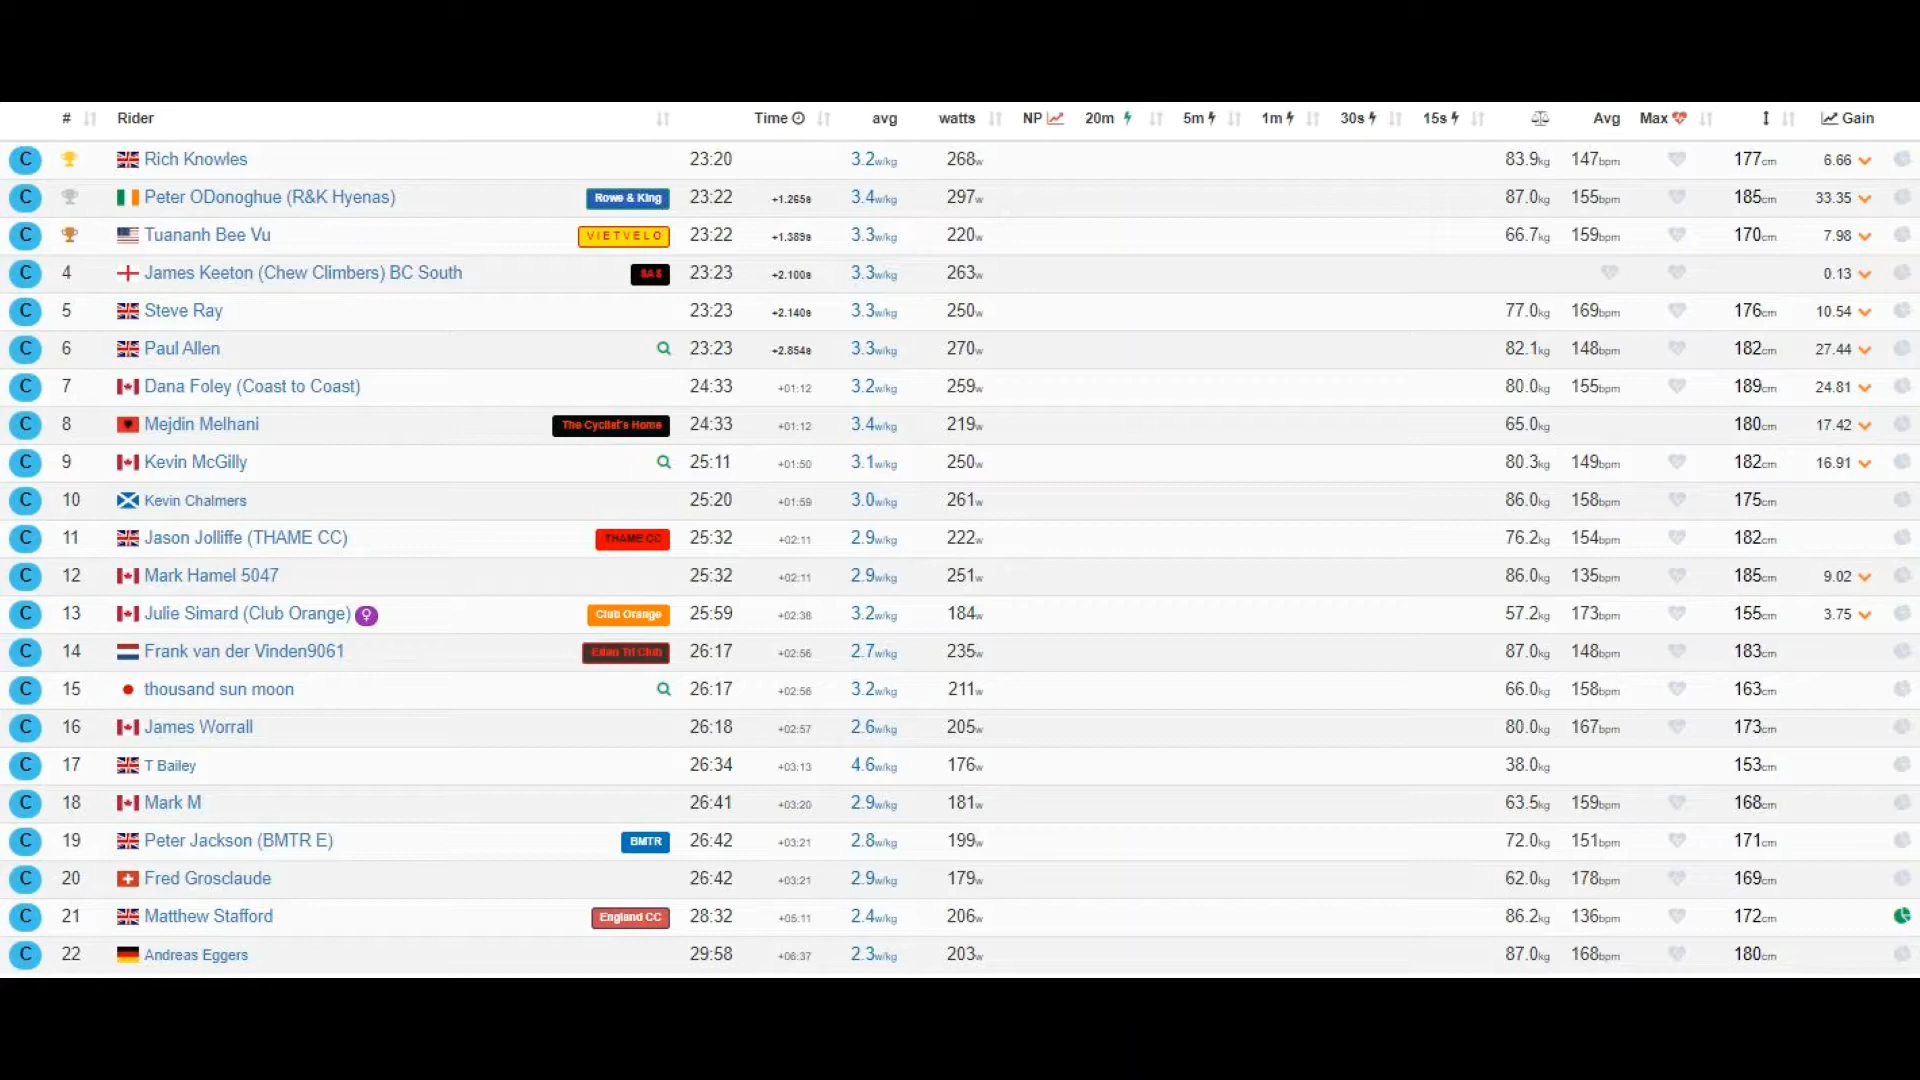 # Rider Time avg watts NP 20m 5m 1m 30s 15s Avg Max Gain
C Rich Knowles 23:20 3.2w/kg 268w 83.9kg 147bpm 177cm 6.66
C Peter ODonoghue (R&K Hyenas) Rowe & King 23:22 +1.265s 3.4w/kg 297w 87.0kg 155bpm 185cm 33.35
C Tuananh Bee Vu VIETVELO 23:22 +1.389s 3.3w/kg 220w 66.7kg 159bpm 170cm 7.98
C 4 James Keeton (Chew Climbers) BC South 23:23 +2.100s 3.3w/kg 263w 0.13
C 5 Steve Ray 23:23 +2.140s 3.3w/kg 250w 77.0kg 169bpm 176cm 10.54
C 6 Paul Allen 23:23 +2.854s 3.3w/kg 270w 82.1kg 148bpm 182cm 27.44
C 7 Dana Foley (Coast to Coast) 24:33 +01:12 3.2w/kg 259w 80.0kg 155bpm 189cm 24.81
C 8 Mejdin Melhani The Cyclist's Home 24:33 +01:12 3.4w/kg 219w 65.0kg 180cm 17.42
C 9 Kevin McGilly 25:11 +01:50 3.1w/kg 250w 80.3kg 149bpm 182cm 16.91
C 10 Kevin Chalmers 25:20 +01:59 3.0w/kg 261w 86.0kg 158bpm 175cm
C 11 Jason Jolliffe (THAME CC) THAME CC 25:32 +02:11 2.9w/kg 222w 76.2kg 154bpm 182cm
C 12 Mark Hamel 5047 25:32 +02:11 2.9w/kg 251w 86.0kg 135bpm 185cm 9.02
C 13 Julie Simard (Club Orange) Club Orange 25:59 +02:38 3.2w/kg 184w 57.2kg 173bpm 155cm 3.75
C 14 Frank van der Vinden9061 Tri Club 26:17 +02:56 2.7w/kg 235w 87.0kg 148bpm 183cm
C 15 thousand sun moon 26:17 +02:56 3.2w/kg 211w 66.0kg 158bpm 163cm
C 16 James Worrall 26:18 +02:57 2.6w/kg 205w 80.0kg 167bpm 173cm
C 17 T Bailey 26:34 +03:13 4.6w/kg 176w 38.0kg 153cm
C 18 Mark M 26:41 +03:20 2.9w/kg 181w 63.5kg 159bpm 168cm
C 19 Peter Jackson (BMTR E) BMTR 26:42 +03:21 2.8w/kg 199w 72.0kg 151bpm 171cm
C 20 Fred Grosclaude 26:42 +03:21 2.9w/kg 179w 62.0kg 178bpm 169cm
C 21 Matthew Stafford England CC 28:32 +05:11 2.4w/kg 206w 86.2kg 136bpm 172cm
C 22 Andreas Eggers 29:58 +06:37 2.3w/kg 203w 87.0kg 168bpm 180cm